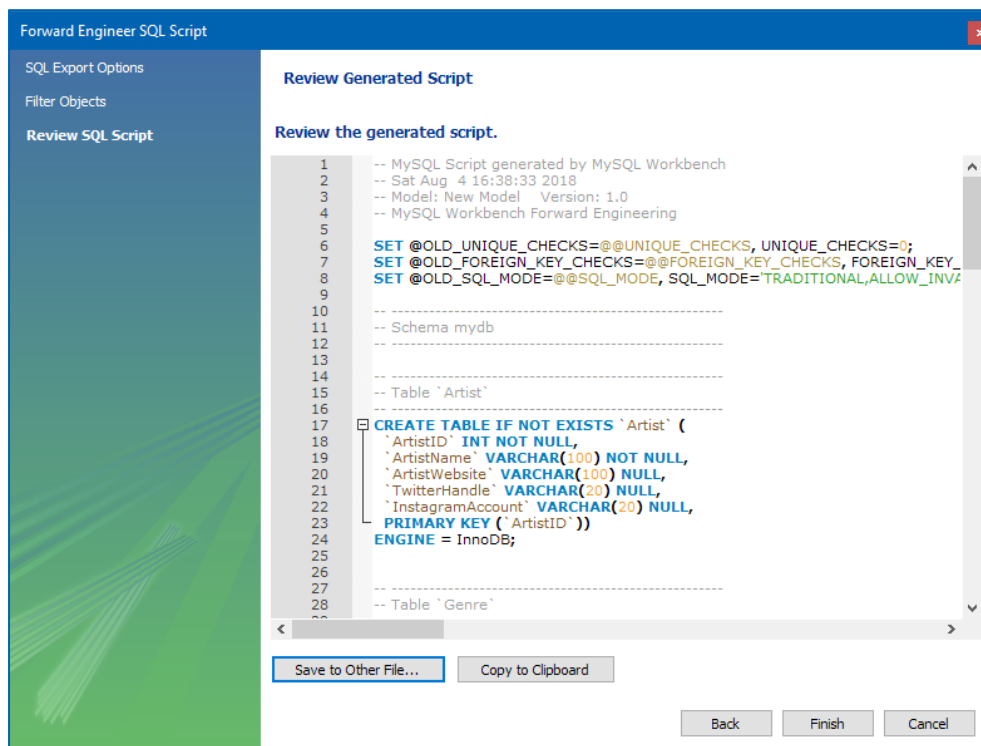 Forward Engineer SQL Script
SQL Export Options
Filter Objects
Review SQL Script
Review Generated Script
Review the generated script.
1 -- MySQL Script generated by MySQL Workbench
2 -- Sat Aug  4 16:38:33 2018
3 -- Model: New Model    Version: 1.0
4 -- MySQL Workbench Forward Engineering
5
6 SET @OLD_UNIQUE_CHECKS=@@UNIQUE_CHECKS, UNIQUE_CHECKS=0;
7 SET @OLD_FOREIGN_KEY_CHECKS=@@FOREIGN_KEY_CHECKS, FOREIGN_KEY_
8 SET @OLD_SQL_MODE=@@SQL_MODE, SQL_MODE='TRADITIONAL,ALLOW_INVA
9
10 -- -----------------------------------------------------
11 -- Schema mydb
12 -- -----------------------------------------------------
13
14 -- -----------------------------------------------------
15 -- Table `Artist`
16 -- -----------------------------------------------------
17 CREATE TABLE IF NOT EXISTS `Artist` (
18 `ArtistID` INT NOT NULL,
19 `ArtistName` VARCHAR(100) NOT NULL,
20 `ArtistWebsite` VARCHAR(100) NULL,
21 `TwitterHandle` VARCHAR(20) NULL,
22 `InstagramAccount` VARCHAR(20) NULL,
23 PRIMARY KEY (`ArtistID`))
24 ENGINE = InnoDB;
25
26
27 -- -----------------------------------------------------
28 -- Table `Genre`
Save to Other File...
Copy to Clipboard
Back
Finish
Cancel